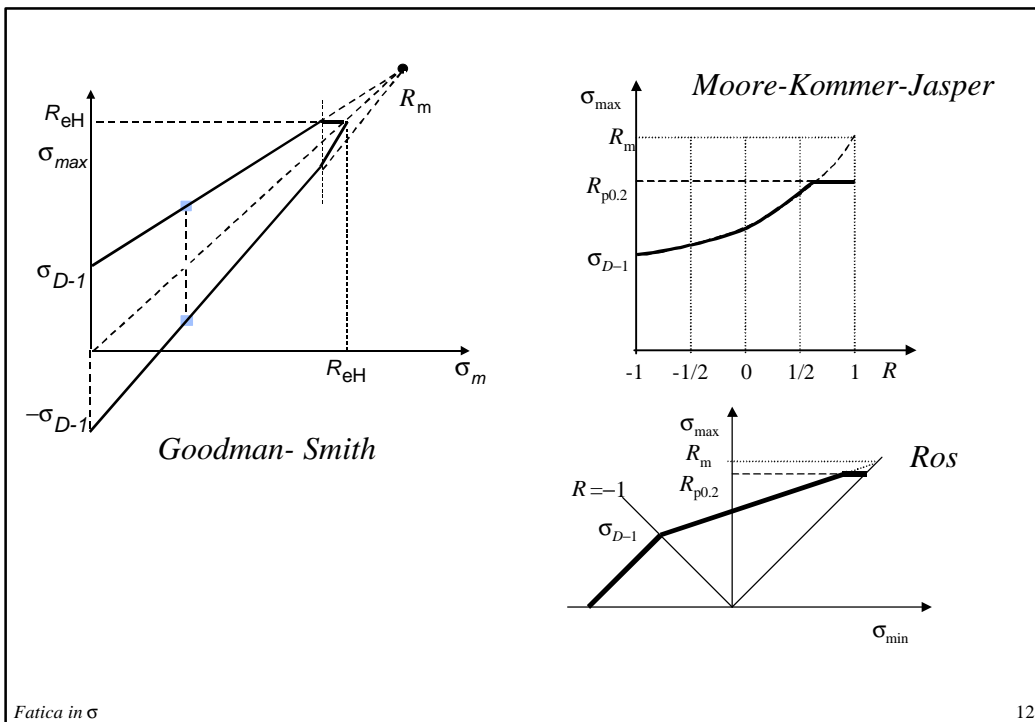 R_m
R_eH
σ_max
σ_D-1
R_eH
σ_m
−σ_D-1
Goodman- Smith
Moore-Kommer-Jasper
σ_max
R_m
R_p0.2
σ_D−1
-1 -1/2 0 1/2 1 R
σ_max
R_m
Ros
R_p0.2
R =−1
σ_D−1
σ_min
Fatica in σ 12